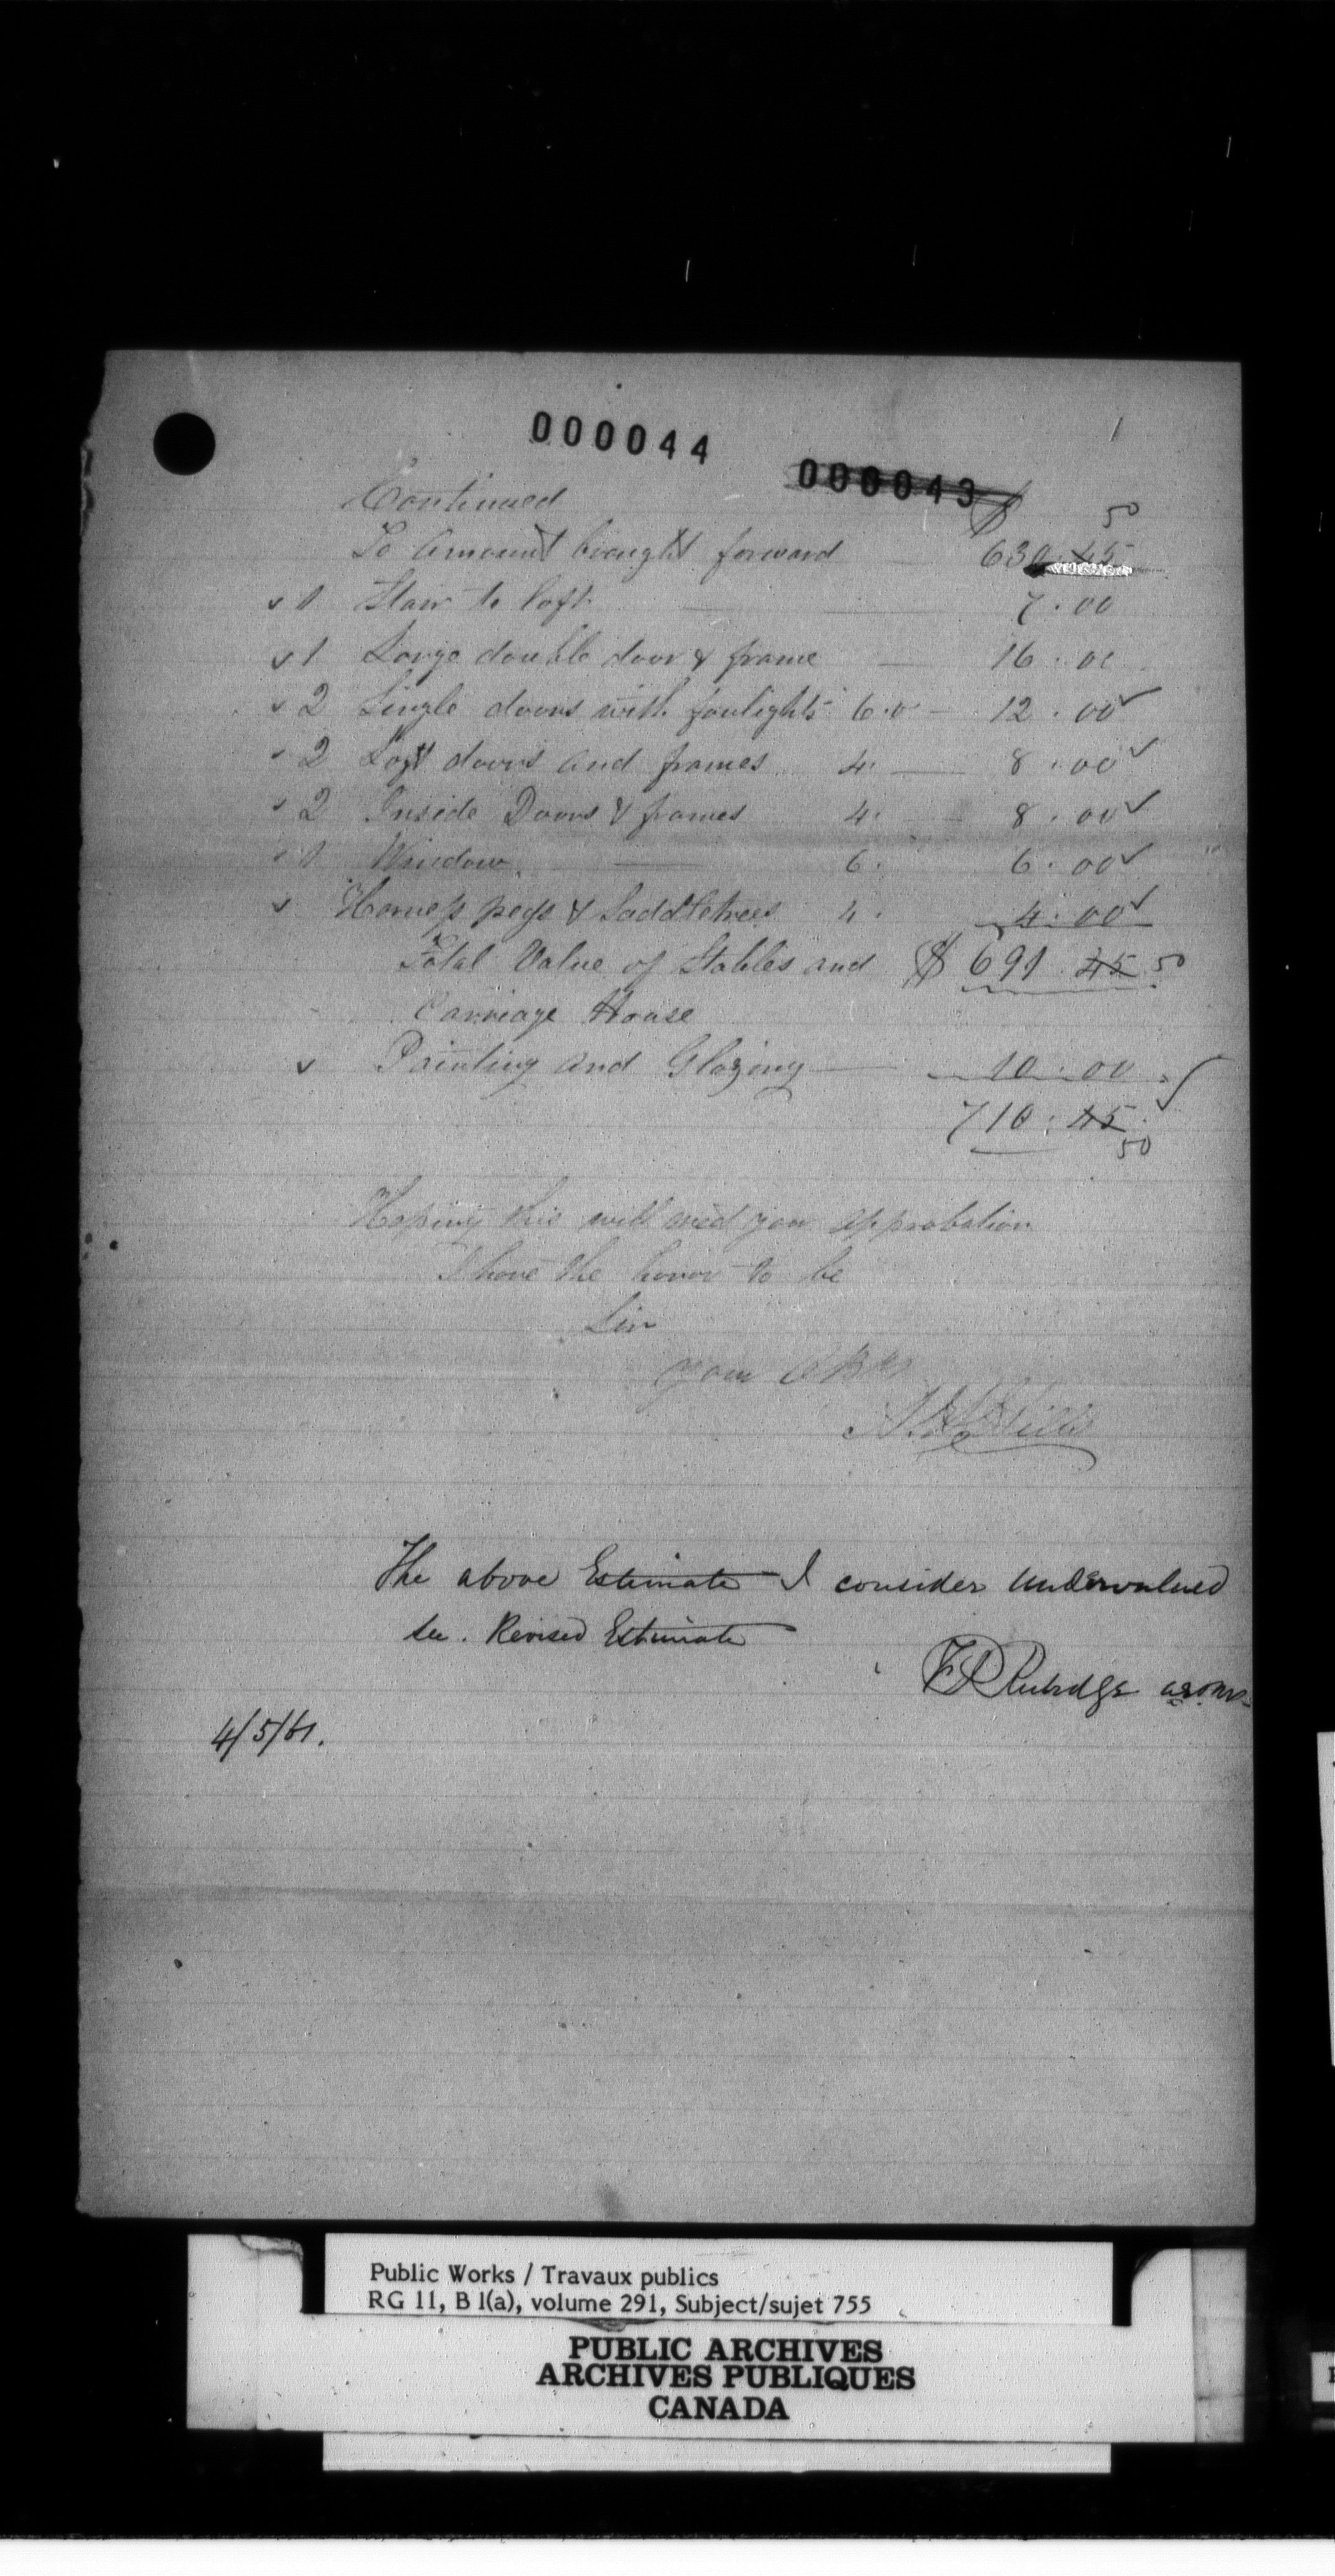 000044
000043
Continued $ 50
To Amount brought forward 630.45
1 Stair to loft 7.00
1 Large double door & frame 16.00
2 Single doors with fanlights 6.0 12.00
2 Loft doors and frames 4. 8.00
2 Inside Doors & frames 4. 8.00
1 Window 6. 6.00
Harness pegs & Saddletrees 4. 4.00
Total Value of Stables and $ 691 45 50
Carriage House
Painting and Glazing 10.00
710.45
50
Hoping this will meet your approbation
I have the honor to be
Sir
your
The above Estimate I consider undervalued
see. Revised Estimate
4/5/61.
Public Works / Travaux publics
RG 11, B 1(a), volume 291, Subject/sujet 755
PUBLIC ARCHIVES
ARCHIVES PUBLIQUES
CANADA